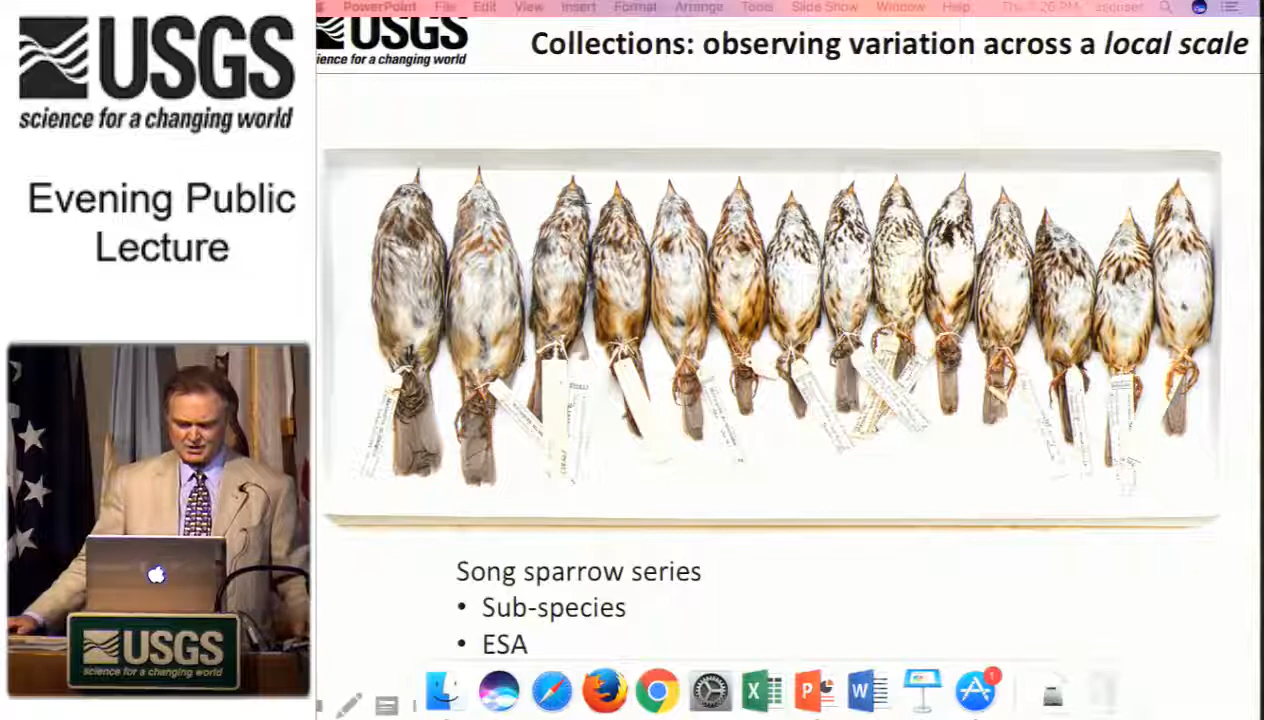 USGS
science for a changing world
Evening Public
Lecture
USGS
science for a changing world
PowerPoint File Edit View Insert Format Arrange Tools Slide Show Window Help
USGS
ience for a changing world
Collections: observing variation across a local scale
Song sparrow series
• Sub-species
• ESA
1